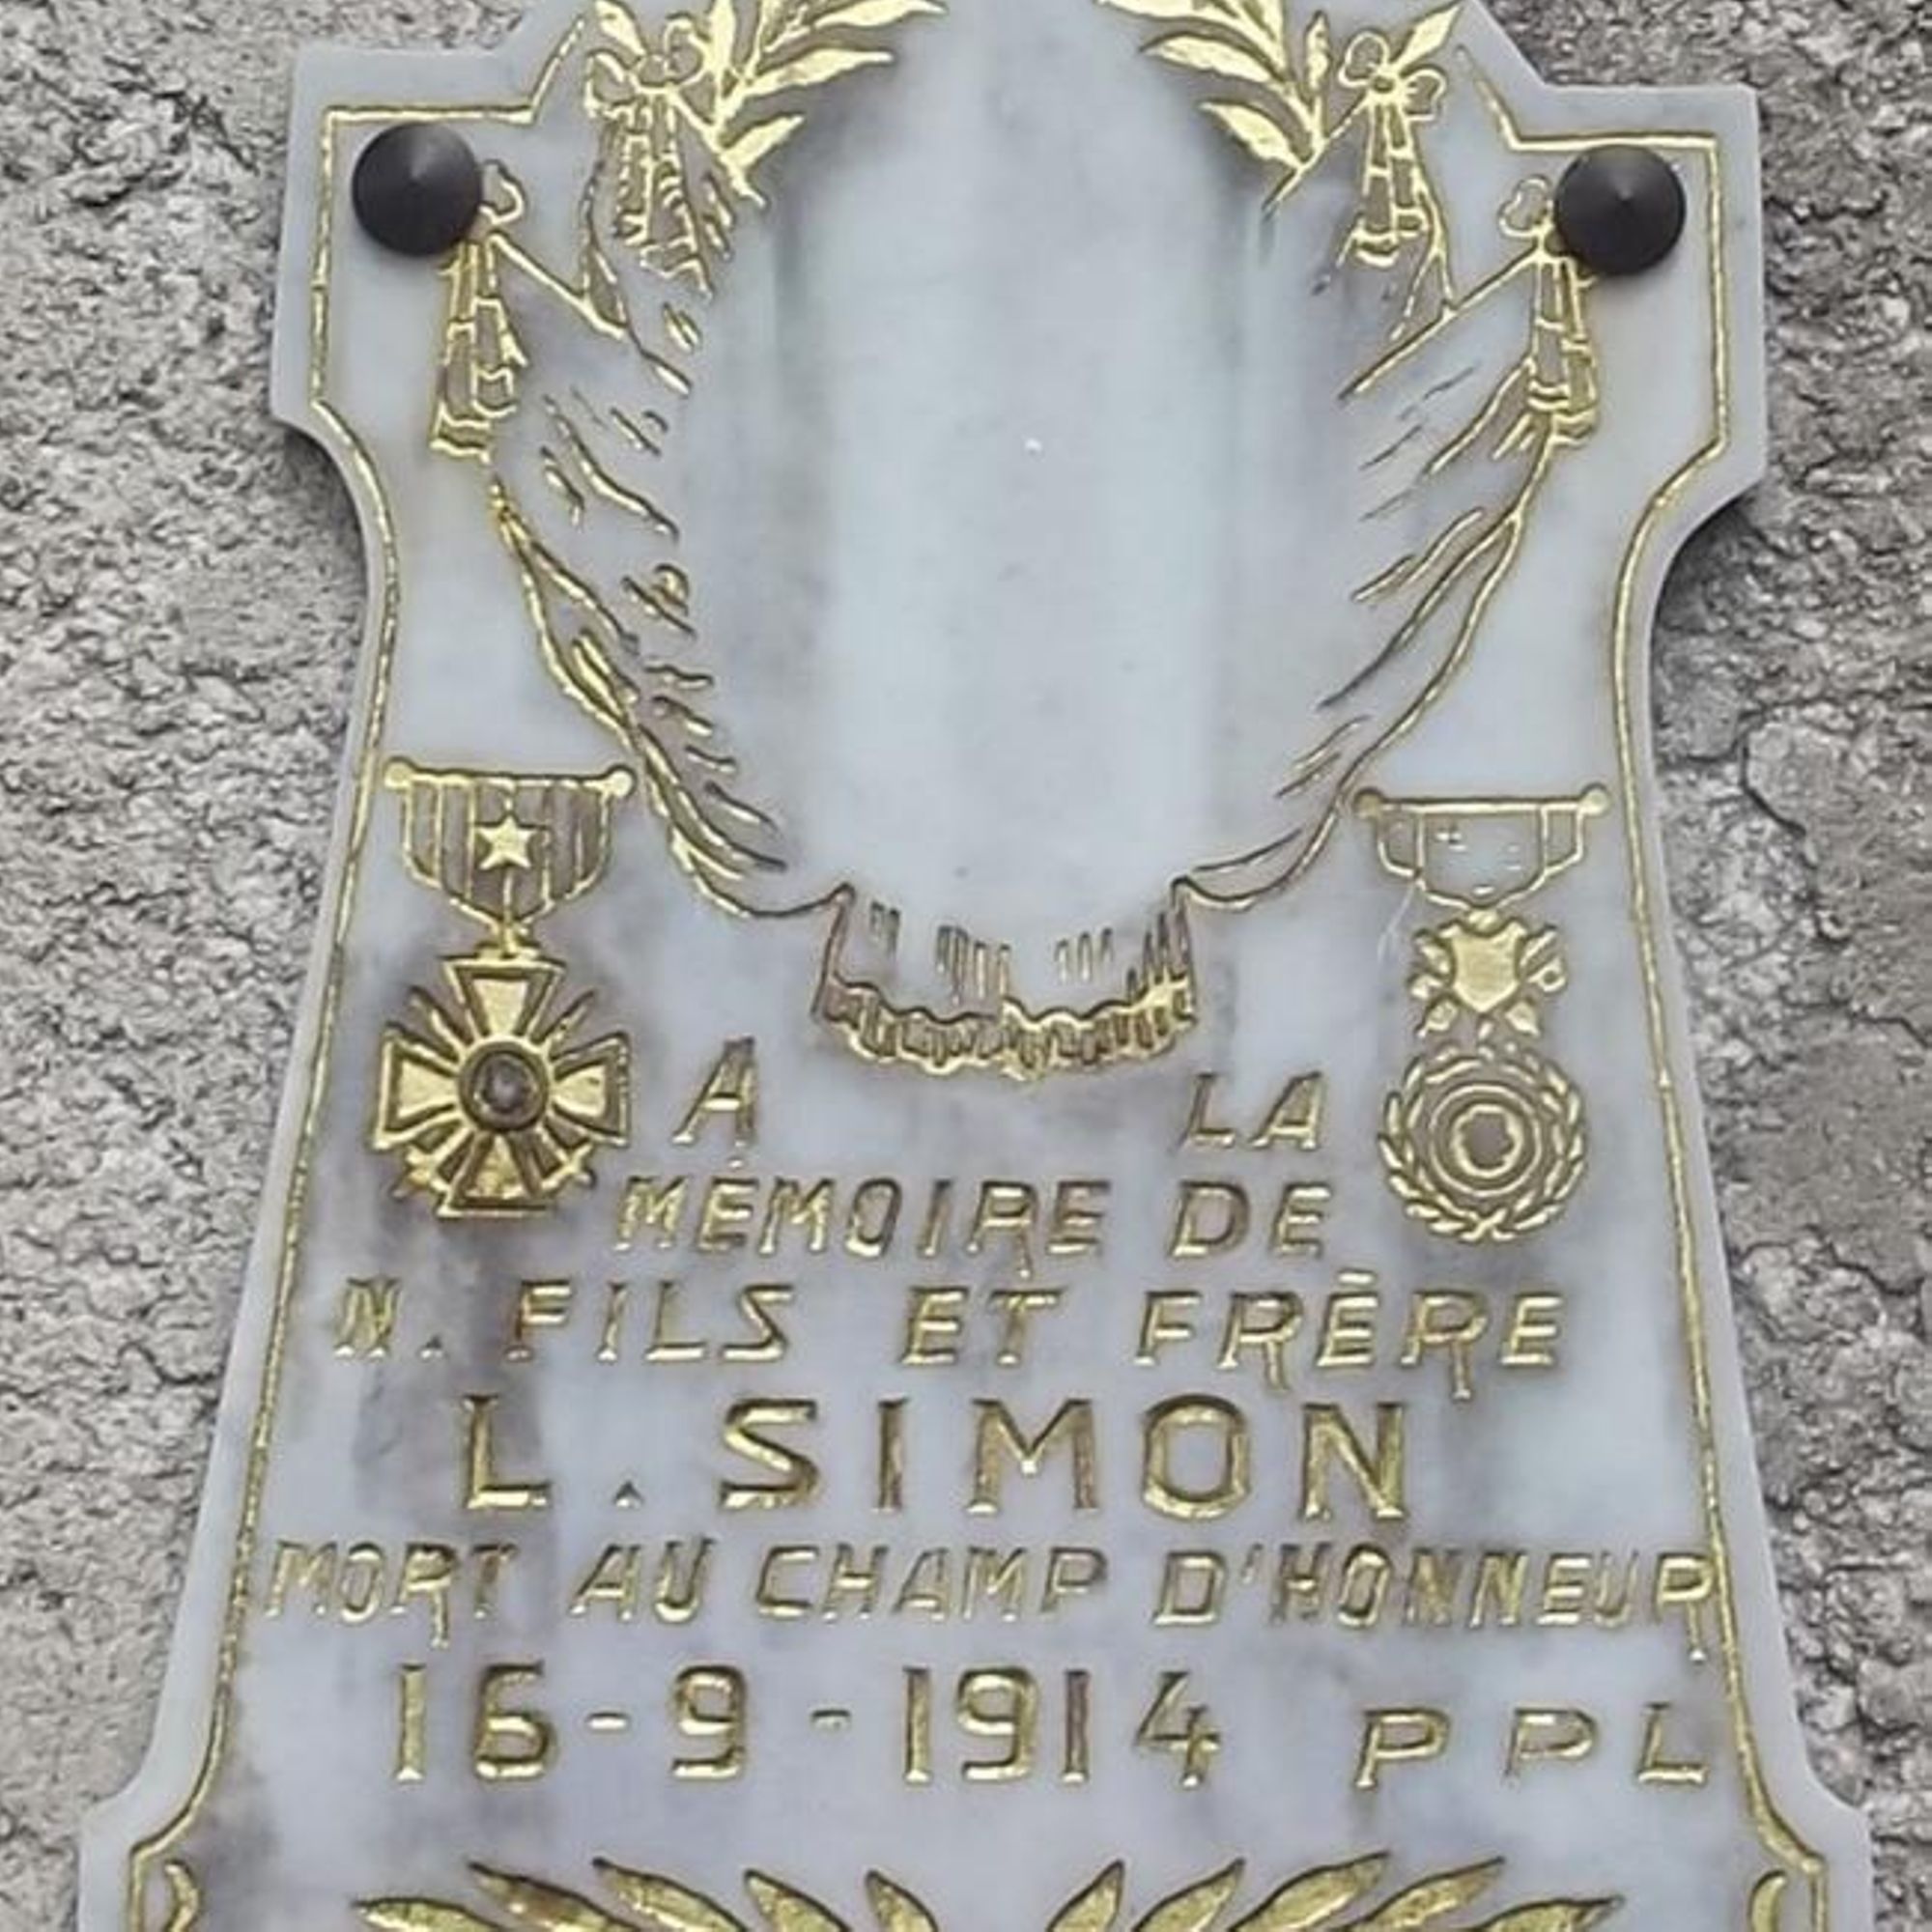 A LA
MÉMOIRE DE
N. FILS ET FRÈRE
L. SIMON
MORT AU CHAMP D'HONNEUR
16-9-1914 PPL